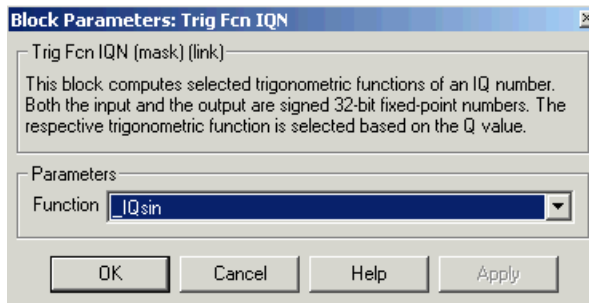 Block Parameters: Trig Fcn IQN
Trig Fcn IQN (mask) (link)
This block computes selected trigonometric functions of an IQ number.
Both the input and the output are signed 32-bit fixed-point numbers. The
respective trigonometric function is selected based on the Q value.
Parameters
Function _IQsin
OK Cancel Help Apply